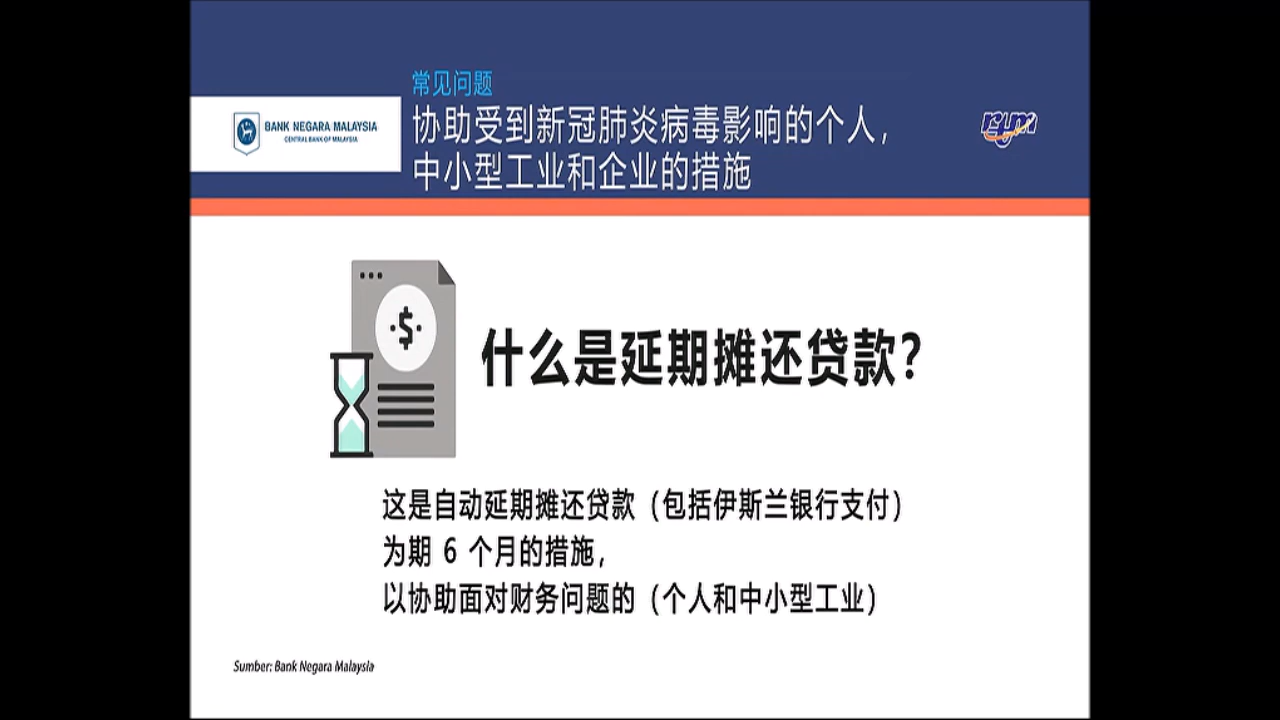 常见问题
BANK NEGARA MALAYSIA
CENTRAL BANK OF MALAYSIA
协助受到新冠肺炎病毒影响的个人，
中小型工业和企业的措施
$
什么是延期摊还贷款？
这是自动延期摊还贷款（包括伊斯兰银行支付）
为期 6 个月的措施，
以协助面对财务问题的（个人和中小型工业）
Sumber: Bank Negara Malaysia